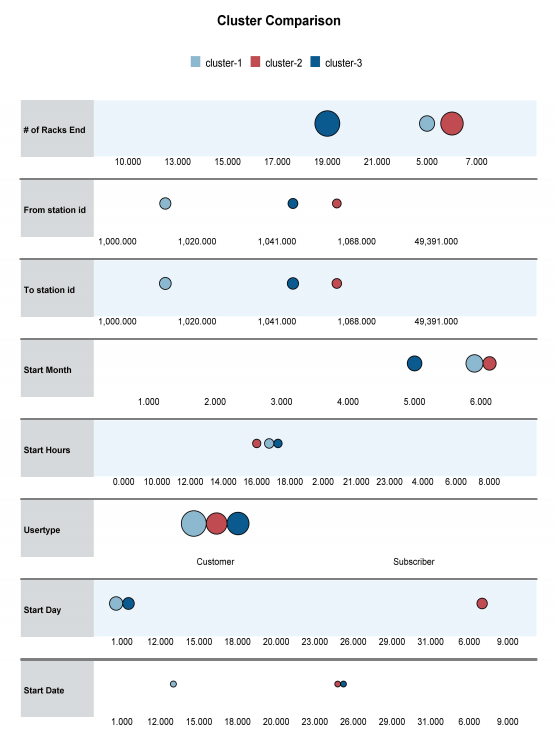 Cluster Comparison
cluster-1 cluster-2 cluster-3
# of Racks End
10.000 13.000 15.000 17.000 19.000 21.000 5.000 7.000
From station id
1,000.000 1,020.000 1,041.000 1,068.000 49,391.000
To station id
1,000.000 1,020.000 1,041.000 1,068.000 49,391.000
Start Month
1.000 2.000 3.000 4.000 5.000 6.000
Start Hours
0.000 10.000 12.000 14.000 16.000 18.000 2.000 21.000 23.000 4.000 6.000 8.000
Usertype
Customer Subscriber
Start Day
1.000 12.000 15.000 18.000 20.000 23.000 26.000 29.000 31.000 6.000 9.000
Start Date
1.000 12.000 15.000 18.000 20.000 23.000 26.000 29.000 31.000 6.000 9.000